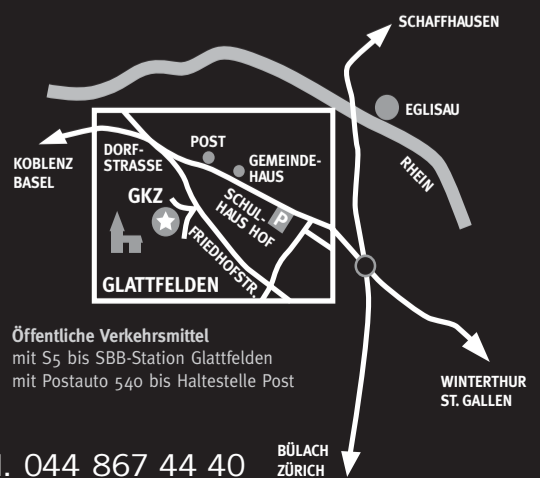 SCHAFFHAUSEN
EGLISAU
RHEIN
KOBLENZ
BASEL
DORF-
STRASSE
POST
GEMEINDE-
HAUS
GKZ
SCHUL-
HAUS HOF
P
FRIEDHOFSTR.
GLATTFELDEN
Öffentliche Verkehrsmittel
mit S5 bis SBB-Station Glattfelden
mit Postauto 540 bis Haltestelle Post
WINTERTHUR
ST. GALLEN
BÜLACH
ZÜRICH
l. 044 867 44 40